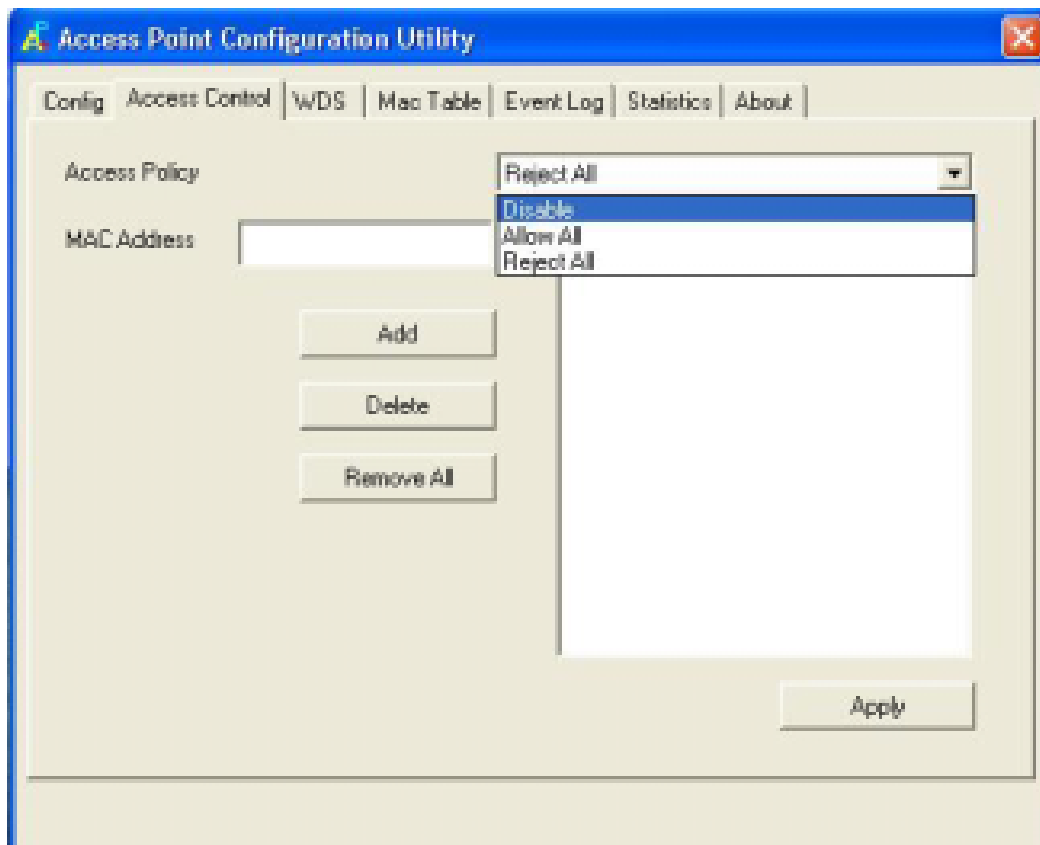 Access Point Configuration Utility
Config Access Control WDS Mac Table Event Log Statistics About
Access Policy Reject All
Disable
MAC Address Allow All
Reject All
Add
Delete
Remove All
Apply